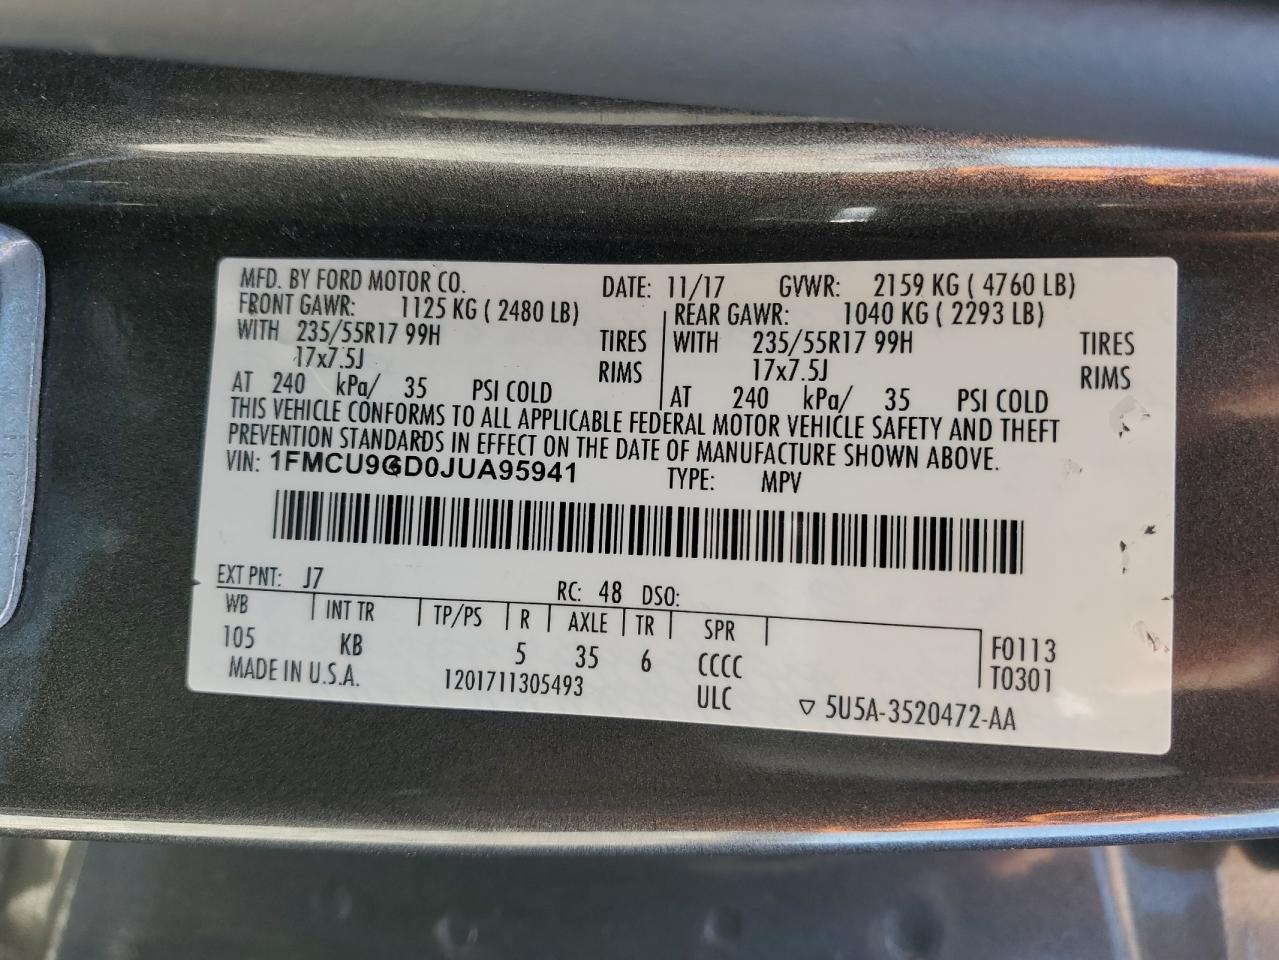 MFD. BY FORD MOTOR CO. DATE: 11/17 GVWR: 2159 KG ( 4760 LB)
FRONT GAWR: 1125 KG ( 2480 LB) REAR GAWR: 1040 KG ( 2293 LB)
WITH 235/55R17 99H TIRES WITH 235/55R17 99H TIRES
17x7.5J RIMS 17x7.5J RIMS
AT 240 kPa/ 35 PSI COLD AT 240 kPa/ 35 PSI COLD
THIS VEHICLE CONFORMS TO ALL APPLICABLE FEDERAL MOTOR VEHICLE SAFETY AND THEFT
PREVENTION STANDARDS IN EFFECT ON THE DATE OF MANUFACTURE SHOWN ABOVE.
VIN: 1FMCU9GD0JUA95941 TYPE: MPV
EXT PNT: J7 RC: 48 DSO:
WB INT TR TP/PS R AXLE TR SPR
105 KB 5 35 6 CCCC F0113
MADE IN U.S.A. 1201711305493 ULC T0301
▽ 5U5A-3520472-AA